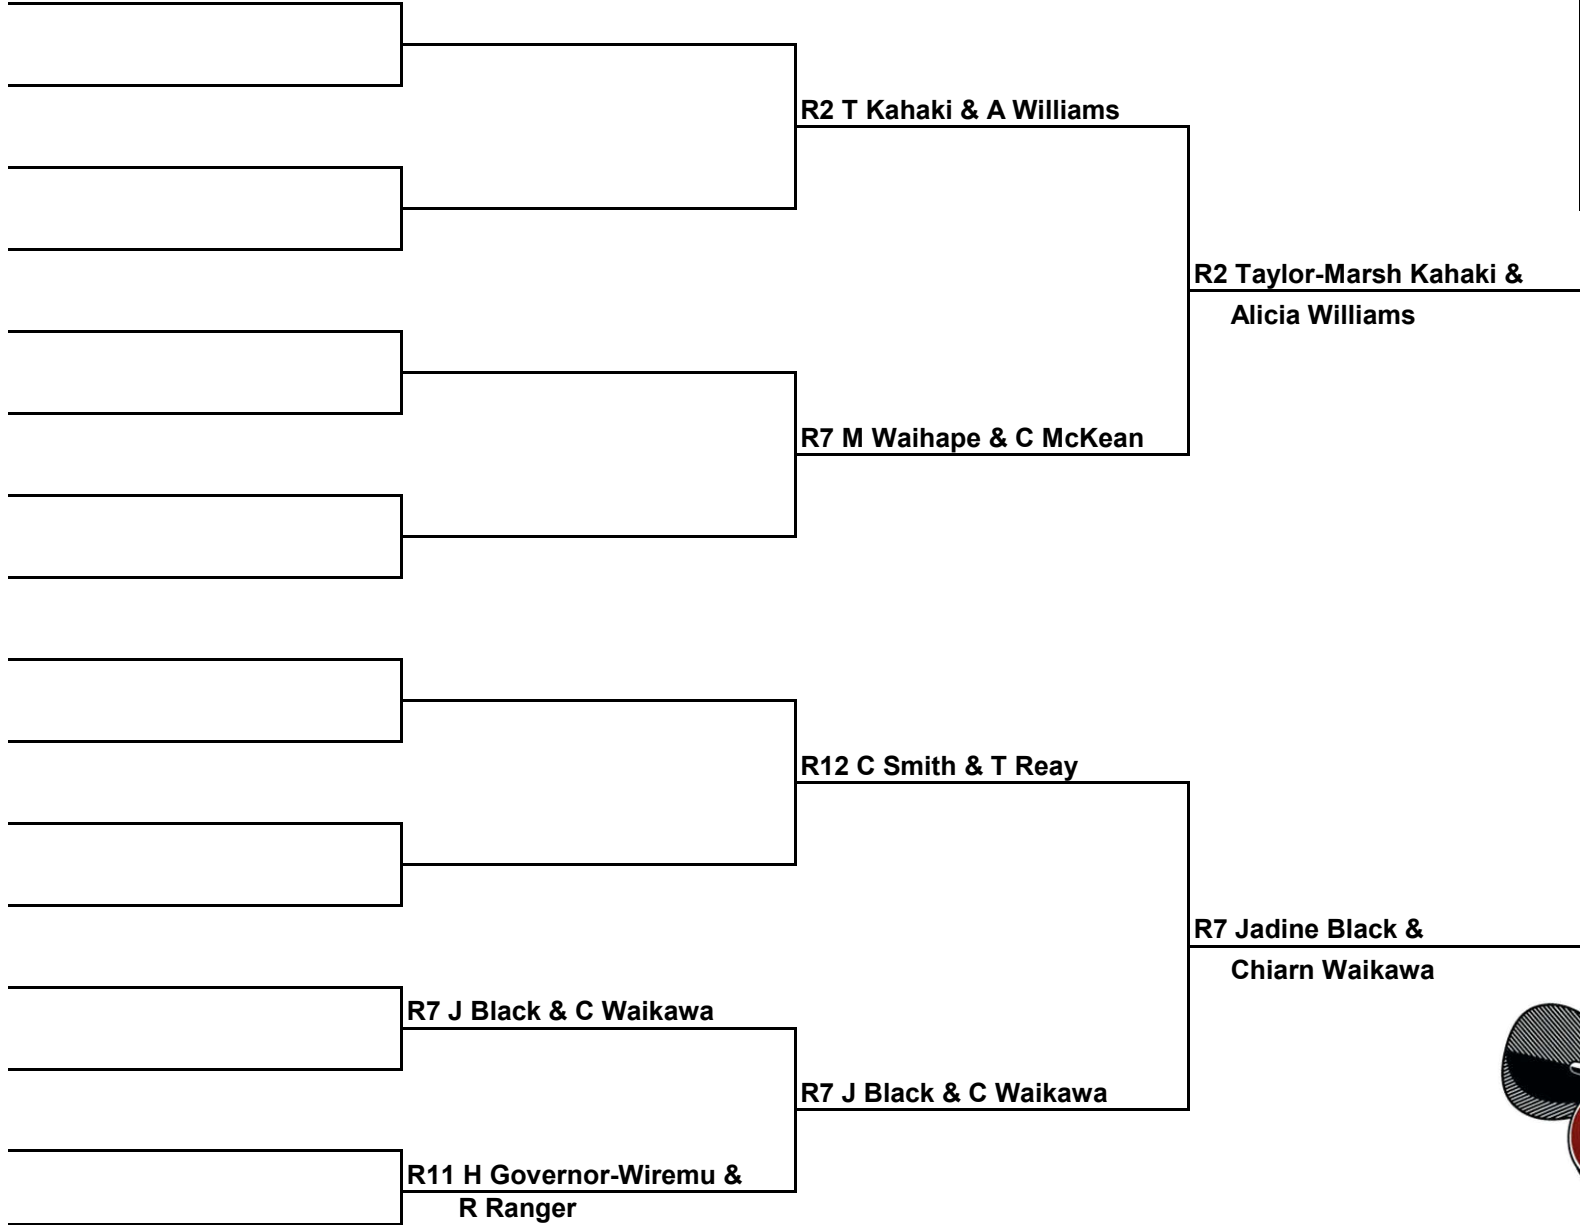 R2 T Kahaki & A Williams
R2 Taylor-Marsh Kahaki &
Alicia Williams
R7 M Waihape & C McKean
R12 C Smith & T Reay
R7 Jadine Black &
Chiarn Waikawa
R7 J Black & C Waikawa
R7 J Black & C Waikawa
R11 H Governor-Wiremu &
R Ranger